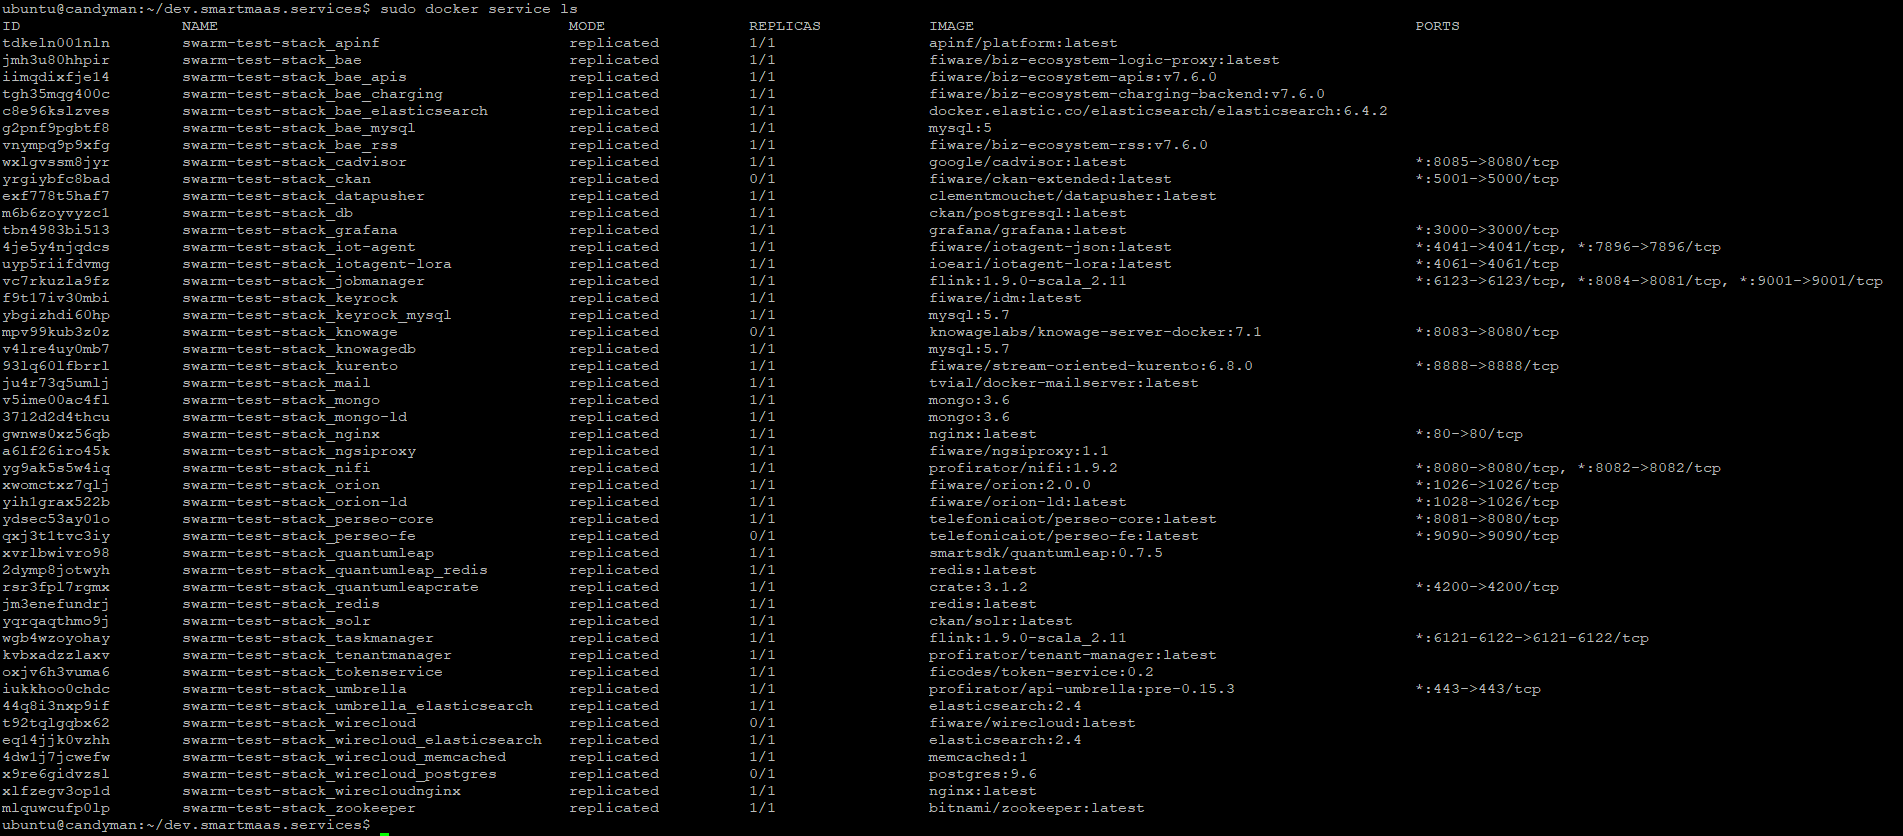 ubuntu@candyman:~/dev.smartmaas.services$ sudo docker service ls
ID NAME MODE REPLICAS IMAGE PORTS
tdkeln001nln swarm-test-stack_apinf replicated 1/1 apinf/platform:latest
jmh3u80hhpir swarm-test-stack_bae replicated 1/1 fiware/biz-ecosystem-logic-proxy:latest
iimqdixfje14 swarm-test-stack_bae_apis replicated 1/1 fiware/biz-ecosystem-apis:v7.6.0
tgh35mqg400c swarm-test-stack_bae_charging replicated 1/1 fiware/biz-ecosystem-charging-backend:v7.6.0
c8e96kslzves swarm-test-stack_bae_elasticsearch replicated 1/1 docker.elastic.co/elasticsearch/elasticsearch:6.4.2
g2pnf9pgbtf8 swarm-test-stack_bae_mysql replicated 1/1 mysql:5
vnympq9p9xfg swarm-test-stack_bae_rss replicated 1/1 fiware/biz-ecosystem-rss:v7.6.0
wxlgvssm8jyr swarm-test-stack_cadvisor replicated 1/1 google/cadvisor:latest *:8085->8080/tcp
yrgiybfc8bad swarm-test-stack_ckan replicated 0/1 fiware/ckan-extended:latest *:5001->5000/tcp
exf778t5haf7 swarm-test-stack_datapusher replicated 1/1 clementmouchet/datapusher:latest
m6b6zoyvyzc1 swarm-test-stack_db replicated 1/1 ckan/postgresql:latest
tbn4983bi513 swarm-test-stack_grafana replicated 1/1 grafana/grafana:latest *:3000->3000/tcp
4je5y4njqdcs swarm-test-stack_iot-agent replicated 1/1 fiware/iotagent-json:latest *:4041->4041/tcp, *:7896->7896/tcp
uyp5riifdvmg swarm-test-stack_iotagent-lora replicated 1/1 ioeari/iotagent-lora:latest *:4061->4061/tcp
vc7rkuzla9fz swarm-test-stack_jobmanager replicated 1/1 flink:1.9.0-scala_2.11 *:6123->6123/tcp, *:8084->8081/tcp, *:9001->9001/tcp
f9t17iv30mbi swarm-test-stack_keyrock replicated 1/1 fiware/idm:latest
ybgizhdi60hp swarm-test-stack_keyrock_mysql replicated 1/1 mysql:5.7
mpv99kub3z0z swarm-test-stack_knowage replicated 0/1 knowagelabs/knowage-server-docker:7.1 *:8083->8080/tcp
v4lre4uy0mb7 swarm-test-stack_knowagedb replicated 1/1 mysql:5.7
93lq60lfbrrl swarm-test-stack_kurento replicated 1/1 fiware/stream-oriented-kurento:6.8.0 *:8888->8888/tcp
ju4r73q5umlj swarm-test-stack_mail replicated 1/1 tvial/docker-mailserver:latest
v5ime00ac4fl swarm-test-stack_mongo replicated 1/1 mongo:3.6
3712d2d4thcu swarm-test-stack_mongo-ld replicated 1/1 mongo:3.6
gwnws0xz56qb swarm-test-stack_nginx replicated 1/1 nginx:latest *:80->80/tcp
a6lf26iro45k swarm-test-stack_ngsiproxy replicated 1/1 fiware/ngsiproxy:1.1
yg9ak5s5w4iq swarm-test-stack_nifi replicated 1/1 profirator/nifi:1.9.2 *:8080->8080/tcp, *:8082->8082/tcp
xwomctxz7qlj swarm-test-stack_orion replicated 1/1 fiware/orion:2.0.0 *:1026->1026/tcp
yih1grax522b swarm-test-stack_orion-ld replicated 1/1 fiware/orion-ld:latest *:1028->1026/tcp
ydsec53ay01o swarm-test-stack_perseo-core replicated 1/1 telefonicaiot/perseo-core:latest *:8081->8080/tcp
qxj3t1tvc3iy swarm-test-stack_perseo-fe replicated 0/1 telefonicaiot/perseo-fe:latest *:9090->9090/tcp
xvrlbwivro98 swarm-test-stack_quantumleap replicated 1/1 smartsdk/quantumleap:0.7.5
2dymp8jotwyh swarm-test-stack_quantumleap_redis replicated 1/1 redis:latest
rsr3fpl7rgmx swarm-test-stack_quantumleapcrate replicated 1/1 crate:3.1.2 *:4200->4200/tcp
jm3enefundrj swarm-test-stack_redis replicated 1/1 redis:latest
yqrqaqthmo9j swarm-test-stack_solr replicated 1/1 ckan/solr:latest
wgb4wzoyohay swarm-test-stack_taskmanager replicated 1/1 flink:1.9.0-scala_2.11 *:6121-6122->6121-6122/tcp
kvbxadzzlaxv swarm-test-stack_tenantmanager replicated 1/1 profirator/tenant-manager:latest
oxjv6h3vuma6 swarm-test-stack_tokenservice replicated 1/1 ficodes/token-service:0.2
iukkhoo0chdc swarm-test-stack_umbrella replicated 1/1 profirator/api-umbrella:pre-0.15.3 *:443->443/tcp
44q8i3nxp9if swarm-test-stack_umbrella_elasticsearch replicated 1/1 elasticsearch:2.4
t92tqlgqbx62 swarm-test-stack_wirecloud replicated 0/1 fiware/wirecloud:latest
eq14jjk0vzhh swarm-test-stack_wirecloud_elasticsearch replicated 1/1 elasticsearch:2.4
4dw1j7jcwefw swarm-test-stack_wirecloud_memcached replicated 1/1 memcached:1
x9re6gidvzsl swarm-test-stack_wirecloud_postgres replicated 0/1 postgres:9.6
xlfzegv3op1d swarm-test-stack_wirecloudnginx replicated 1/1 nginx:latest
mlquwcufp0lp swarm-test-stack_zookeeper replicated 1/1 bitnami/zookeeper:latest
ubuntu@candyman:~/dev.smartmaas.services$